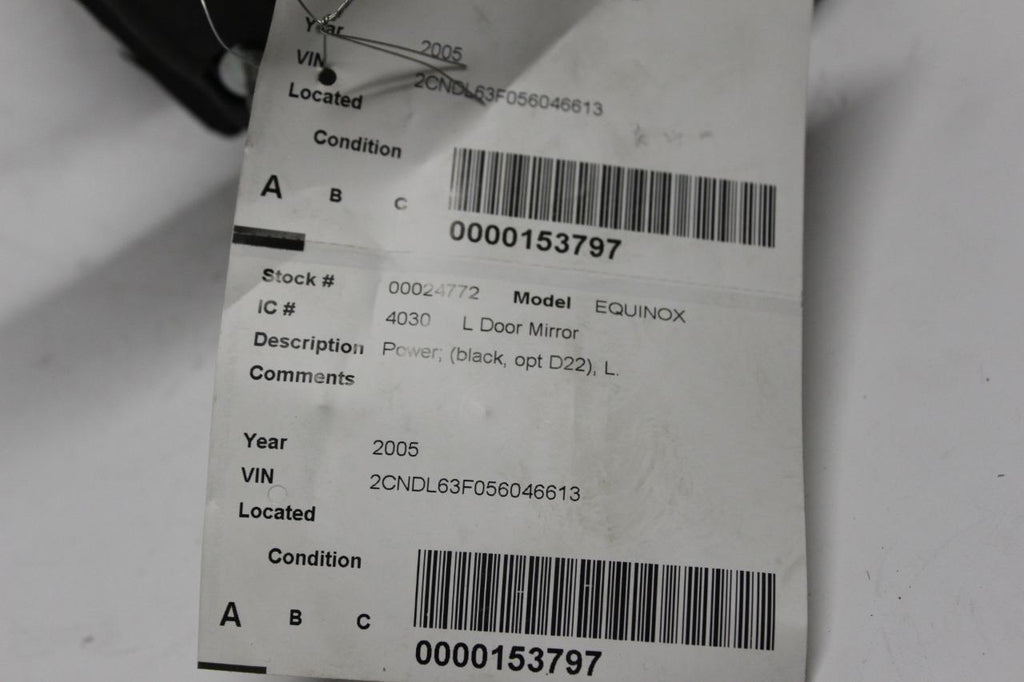 Year 2005
VIN 2CNDL63F056046613
Located
Condition
A B C
0000153797
Stock # 00024772 Model EQUINOX
IC # 4030 L Door Mirror
Description Power; (black, opt D22), L.
Comments
Year 2005
VIN 2CNDL63F056046613
Located
Condition
A B C
0000153797